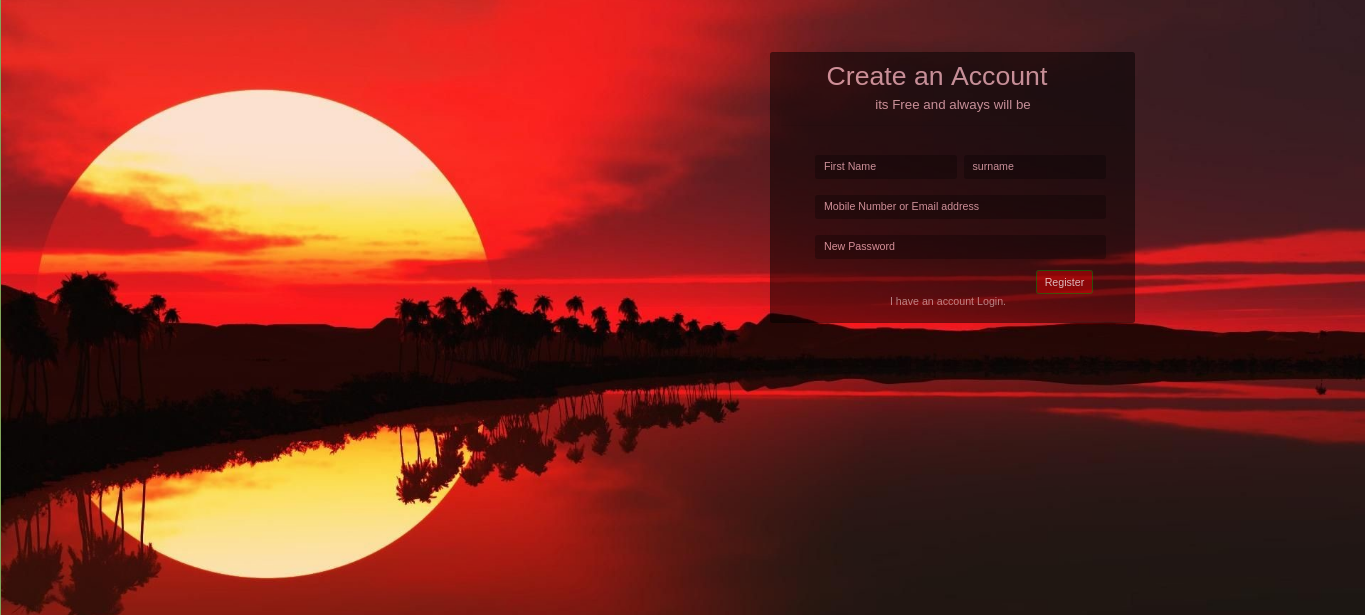 Create an Account
its Free and always will be
First Name surname
Mobile Number or Email address
New Password
Register
I have an account Login.